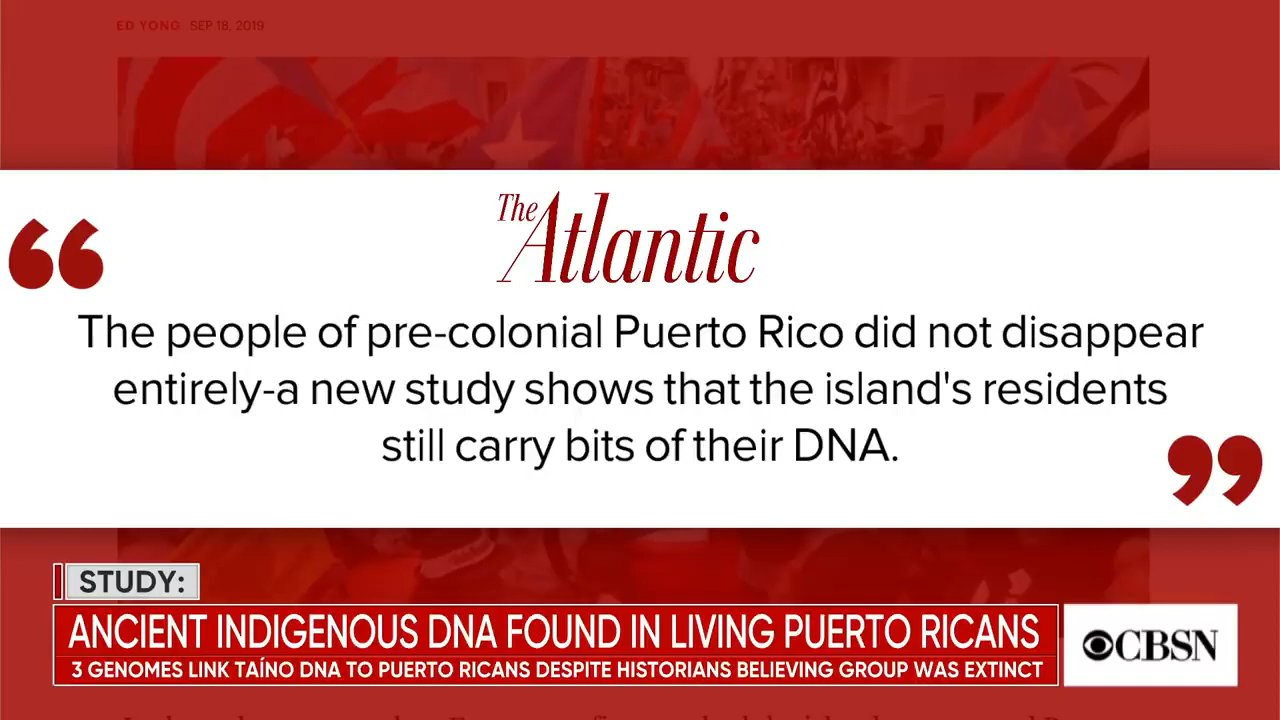 ED YONG SEP 18, 2019
The Atlantic
“
The people of pre-colonial Puerto Rico did not disappear
entirely-a new study shows that the island's residents
still carry bits of their DNA.
”
STUDY:
ANCIENT INDIGENOUS DNA FOUND IN LIVING PUERTO RICANS
3 GENOMES LINK TAÍNO DNA TO PUERTO RICANS DESPITE HISTORIANS BELIEVING GROUP WAS EXTINCT
CBSN